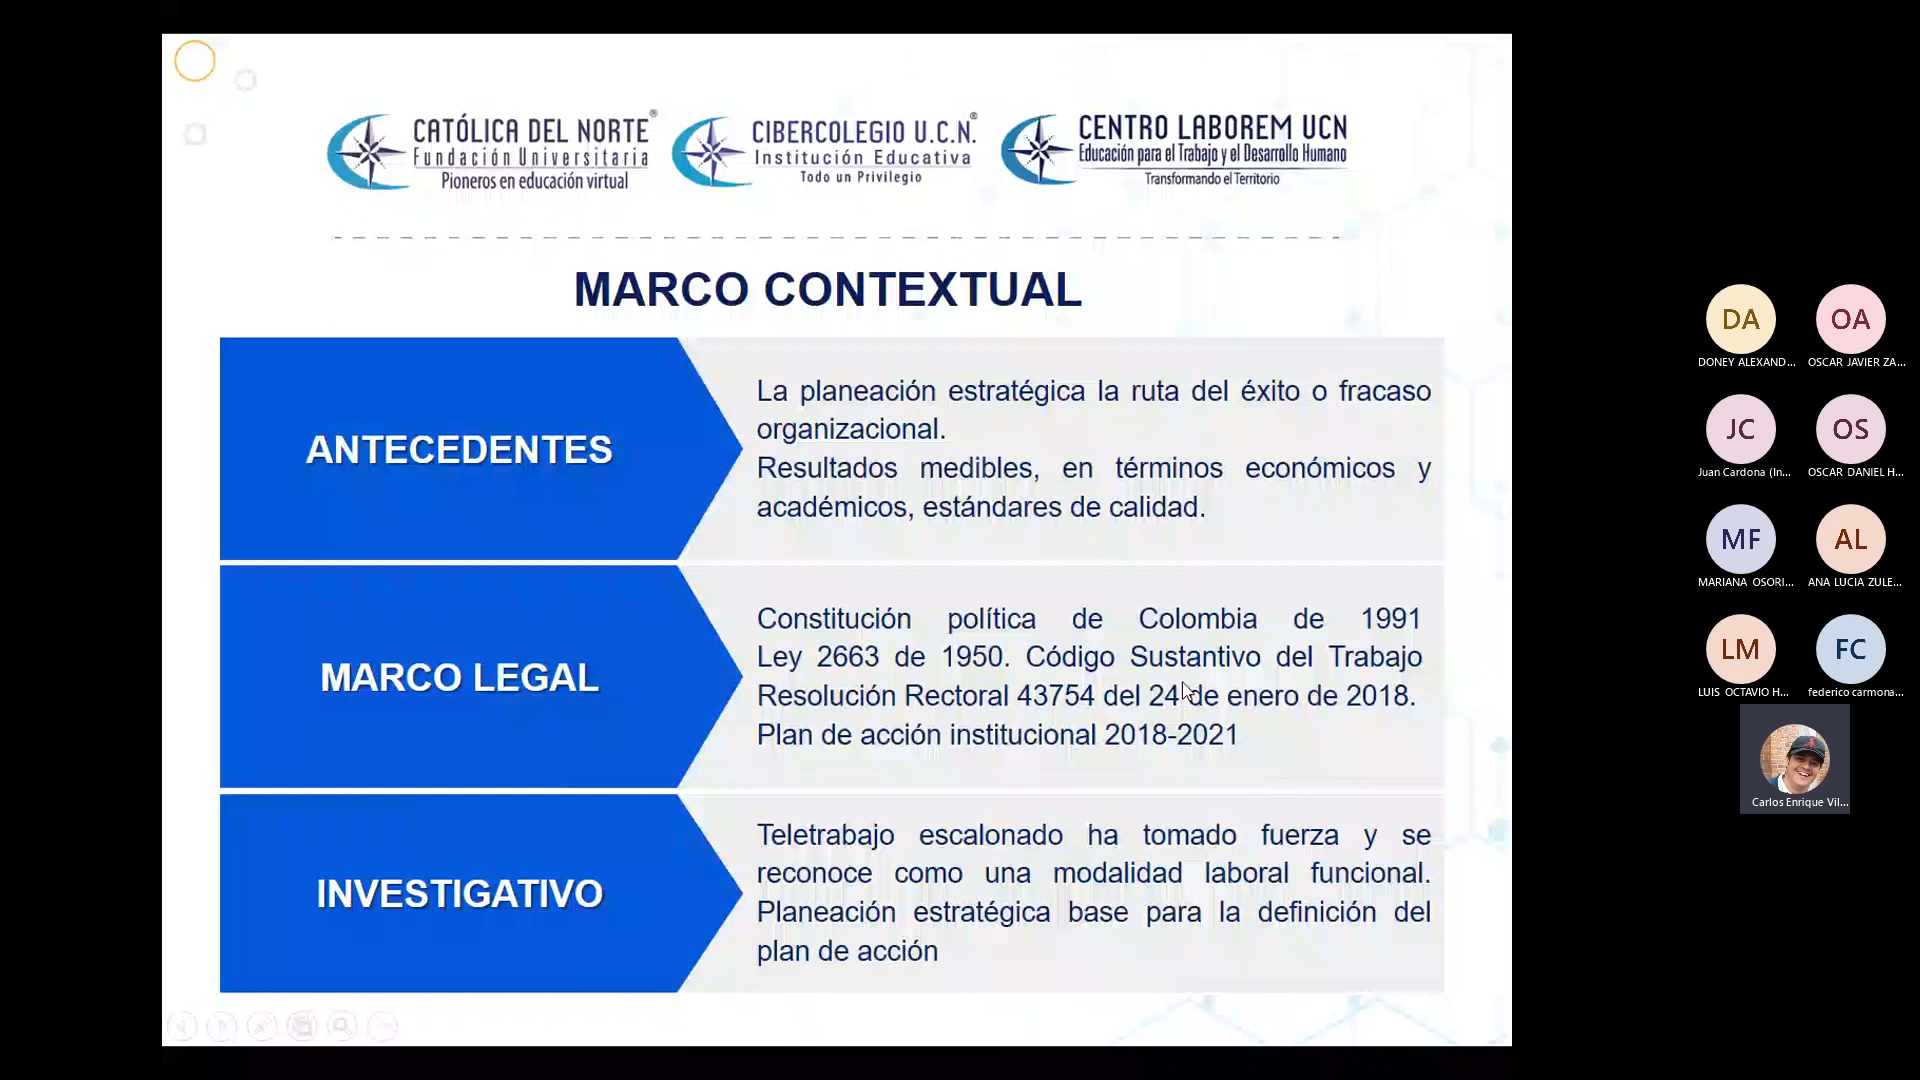 CATÓLICA DEL NORTE®
Fundación Universitaria
Pioneros en educación virtual
CIBERCOLEGIO U.C.N.®
Institución Educativa
Todo un Privilegio
CENTRO LABOREM UCN
Educación para el Trabajo y el Desarrollo Humano
Transformando el Territorio
MARCO CONTEXTUAL
ANTECEDENTES
La planeación estratégica la ruta del éxito o fracaso
organizacional.
Resultados medibles, en términos económicos y
académicos, estándares de calidad.
MARCO LEGAL
Constitución política de Colombia de 1991
Ley 2663 de 1950. Código Sustantivo del Trabajo
Resolución Rectoral 43754 del 24 de enero de 2018.
Plan de acción institucional 2018-2021
INVESTIGATIVO
Teletrabajo escalonado ha tomado fuerza y se
reconoce como una modalidad laboral funcional.
Planeación estratégica base para la definición del
plan de acción
DA
DONEY ALEXAND...
OA
OSCAR JAVIER ZA...
JC
Juan Cardona (In...
OS
OSCAR DANIEL H...
MF
MARIANA OSORI...
AL
ANA LUCIA ZULE...
LM
LUIS OCTAVIO H...
FC
federico carmona...
Carlos Enrique Vil...